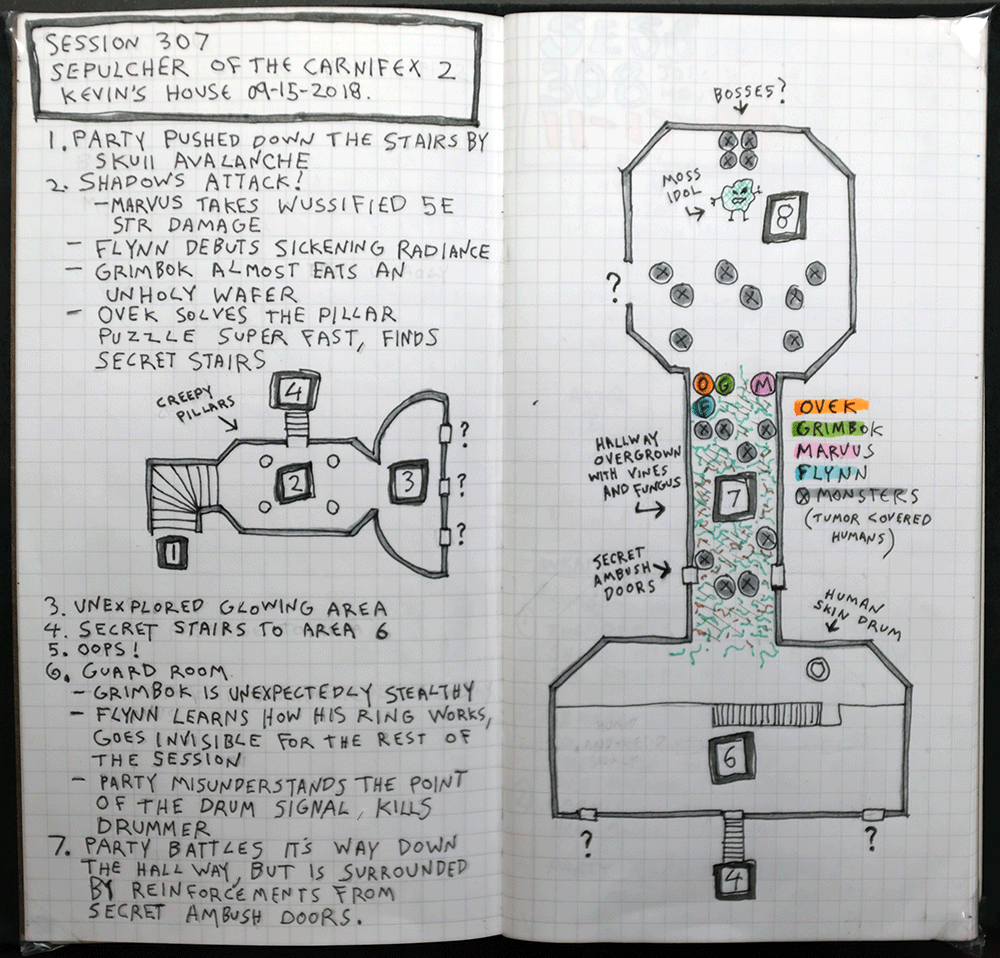 SESSION 307
SEPULCHER OF THE CARNIFEX 2
KEVIN'S HOUSE 09-15-2018.
1. PARTY PUSHED DOWN THE STAIRS BY
SKUll AVALANCHE
2. SHADOWS ATTACK!
- MARVUS TAKES WUSSIFIED 5E
STR DAMAGE
- FLYNN DEBUTS SICKENING RADIANCE
- GRIMBOK ALMOST EATS AN
UNHOLY WAFER
- OVEK SOLVES THE PILLAR
PUZZLE SUPER FAST, FINDS
SECRET STAIRS
CREEPY
PILLARS
4
2
3
1
?
?
?
3. UNEXPLORED GLOWING AREA
4. SECRET STAIRS TO AREA 6
5. OOPS!
6. GUARD ROOM
- GRIMBOK IS UNEXPECTEDLY STEALTHY
- FLYNN LEARNS HOW HIS RING WORKS,
GOES INVISIBLE FOR THE REST OF
THE SESSION
- PARTY MISUNDERSTANDS THE POINT
OF THE DRUM SIGNAL, KILLS
DRUMMER
7. PARTY BATTLES IT'S WAY DOWN
THE HALLWAY, BUT IS SURROUNDED
BY REINFORCEMENTS FROM
SECRET AMBUSH DOORS.
BOSSES?
MOSS
IDOL
8
?
O G M
F
OVEK
GRIMBOK
MARVUS
FLYNN
X MONSTERS
(TUMOR COVERED
HUMANS)
HALLWAY
OVERGROWN
WITH VINES
AND FUNGUS
7
SECRET
AMBUSH
DOORS
HUMAN
SKIN DRUM
6
?
?
4